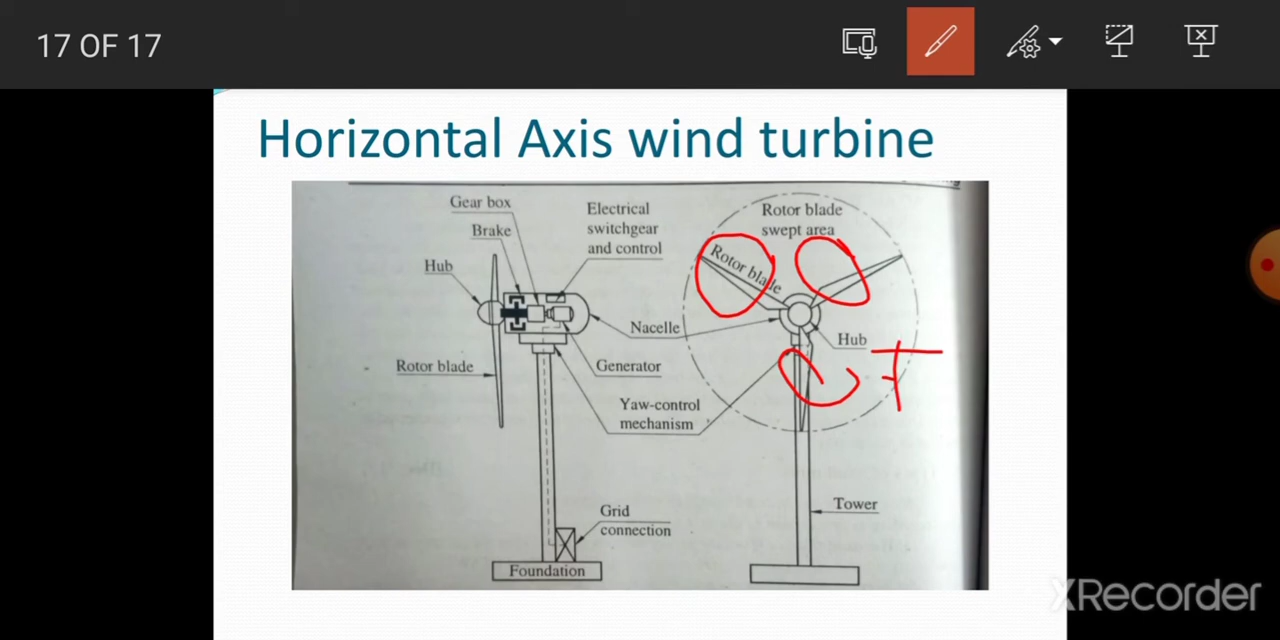 17 OF 17
Horizontal Axis wind turbine
Gear box
Brake
Hub
Rotor blade
Electrical
switchgear
and control
Nacelle
Generator
Yaw-control
mechanism
Grid
connection
Foundation
Rotor blade
swept area
Rotor blade
Hub
Tower
XRecorder